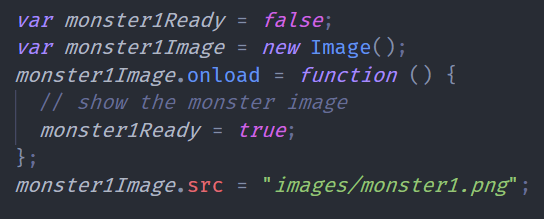 var monster1Ready = false;
var monster1Image = new Image();
monster1Image.onload = function () {
  // show the monster image
  monster1Ready = true;
};
monster1Image.src = "images/monster1.png";